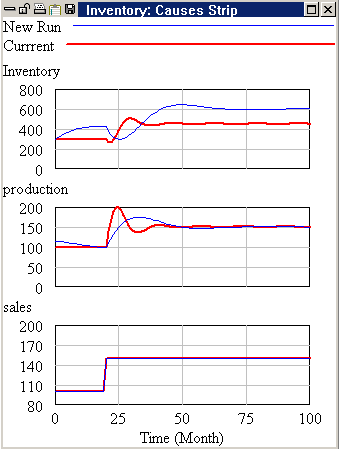 Inventory: Causes Strip
New Run
Currrent
Inventory
800
600
400
200
0
production
200
150
100
50
0
sales
200
170
140
110
80
0 25 50 75 100
Time (Month)